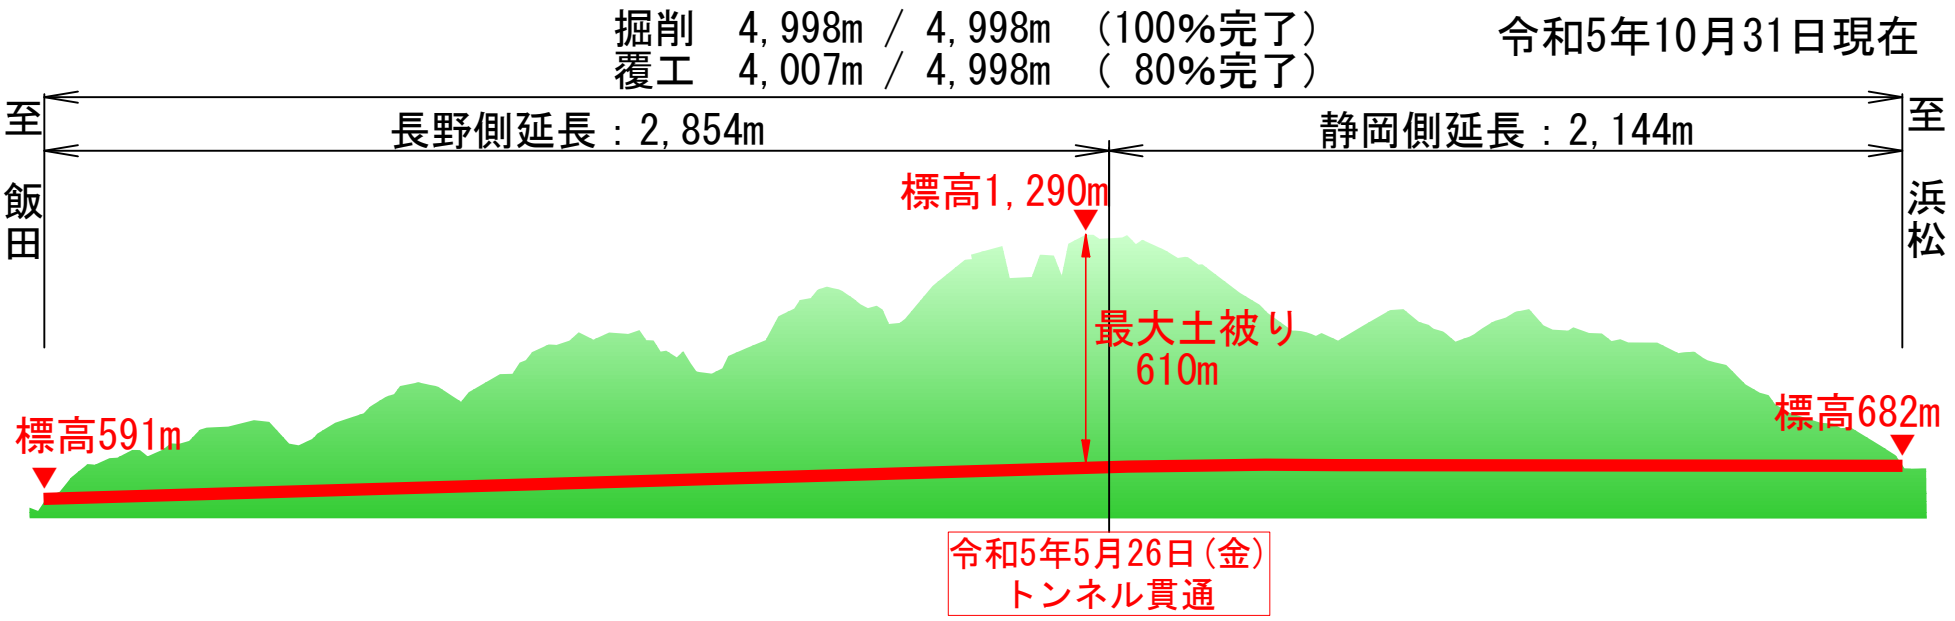 掘削 4,998m / 4,998m (100%完了)
令和5年10月31日現在
覆工 4,007m / 4,998m ( 80%完了)
至 飯田
長野側延長：2,854m
静岡側延長：2,144m
至 浜松
標高1,290m
最大土被り
610m
標高591m
標高682m
令和5年5月26日(金)
トンネル貫通